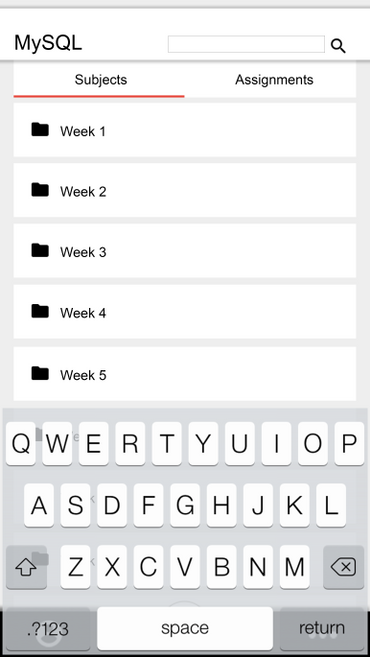 MySQL
Subjects Assignments
Week 1
Week 2
Week 3
Week 4
Week 5
Q W E R T Y U I O P
A S D F G H J K L
Z X C V B N M
.?123 space return